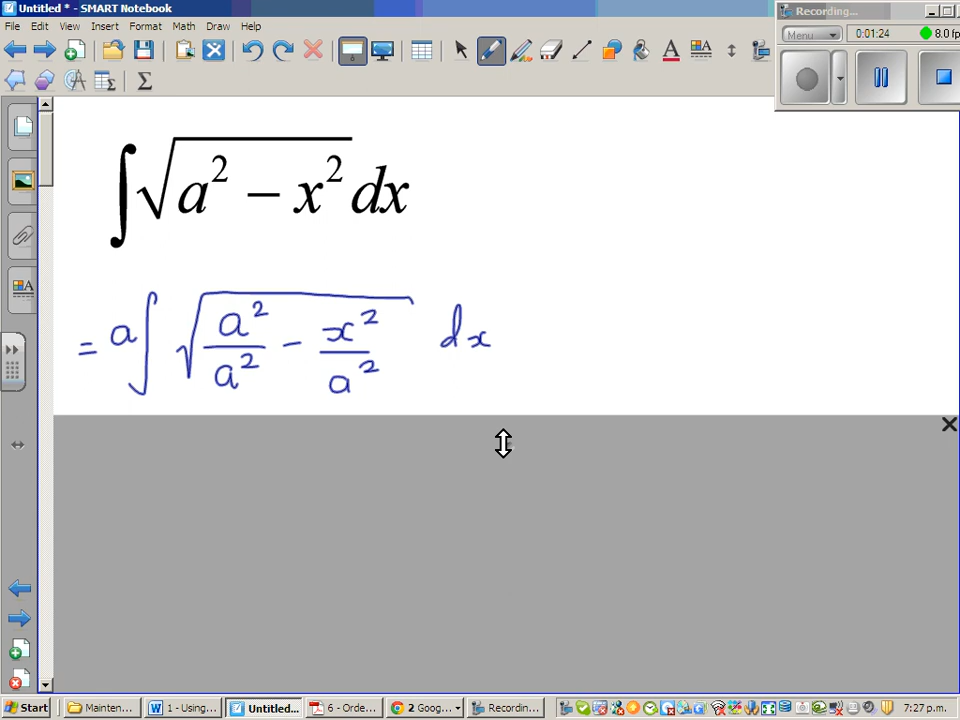 Untitled * - SMART Notebook
Recording...
File Edit View Insert Format Math Draw Help
Menu 0:01:24 8.0 fp
∫√(a² − x²) dx
= a ∫ √(a²/a² − x²/a²) dx
Start Mainten... 1 - Using... Untitled... 6 - Orde... 2 Goog... Recording... 7:27 p.m.